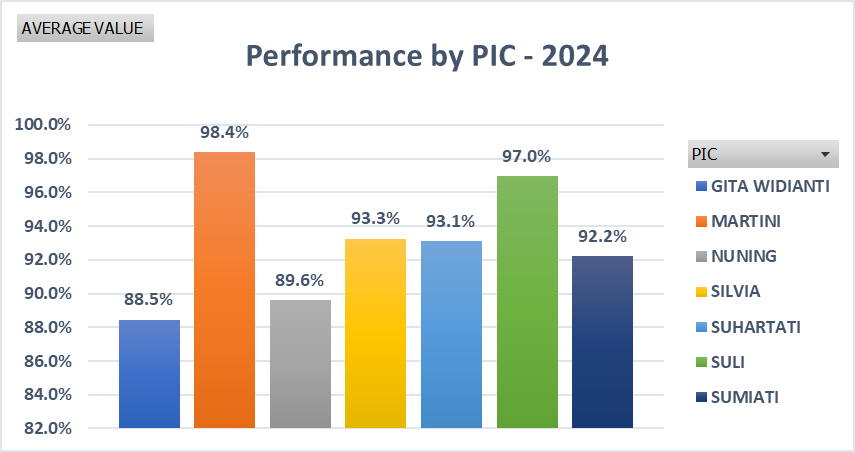 AVERAGE VALUE
Performance by PIC - 2024
100.0%
98.0%
96.0%
94.0%
92.0%
90.0%
88.0%
86.0%
84.0%
82.0%
88.5%
98.4%
89.6%
93.3%
93.1%
97.0%
92.2%
PIC
GITA WIDIANTI
MARTINI
NUNING
SILVIA
SUHARTATI
SULI
SUMIATI